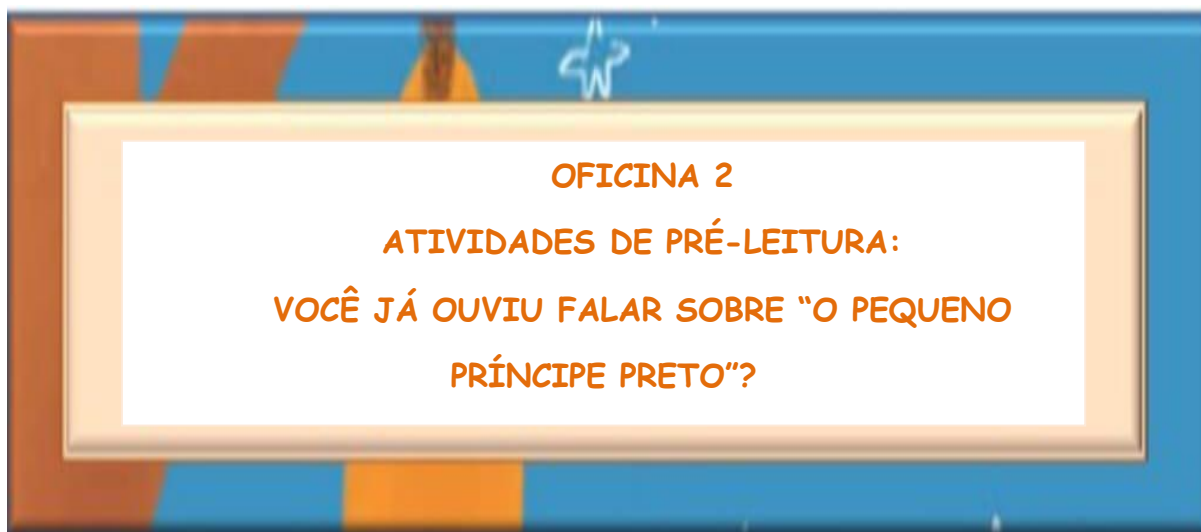 OFICINA 2
ATIVIDADES DE PRÉ-LEITURA:
VOCÊ JÁ OUVIU FALAR SOBRE “O PEQUENO
PRÍNCIPE PRETO”?